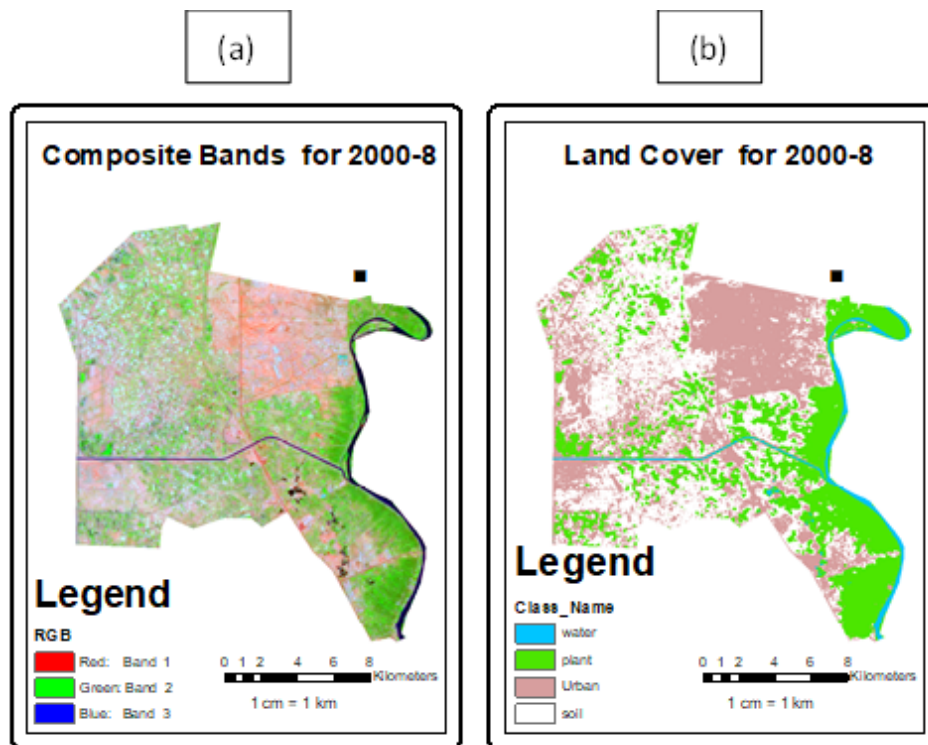 (a)
(b)
Composite Bands for 2000-8
Land Cover for 2000-8
Legend
RGB
Red: Band 1
Green: Band 2
Blue: Band 3
0 1 2 4 6 8
Kilometers
1 cm = 1 km
Legend
Class_Name
water
plant
Urban
soil
0 1 2 4 6 8
Kilometers
1 cm = 1 km